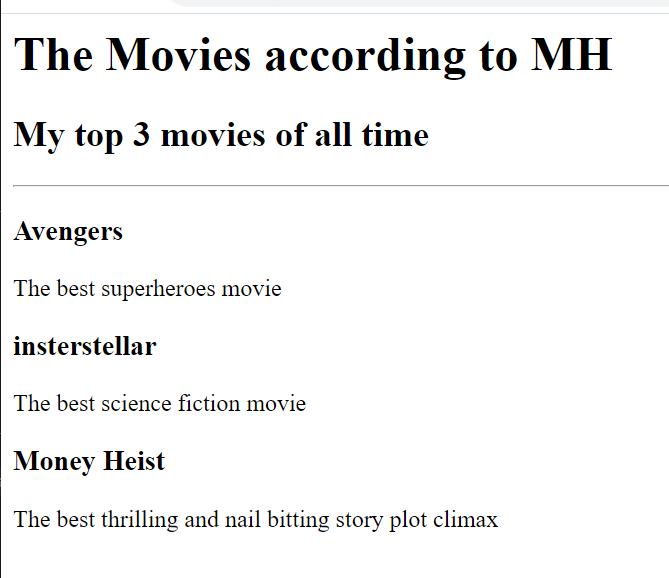 The Movies according to MH
My top 3 movies of all time
Avengers
The best superheroes movie
insterstellar
The best science fiction movie
Money Heist
The best thrilling and nail bitting story plot climax